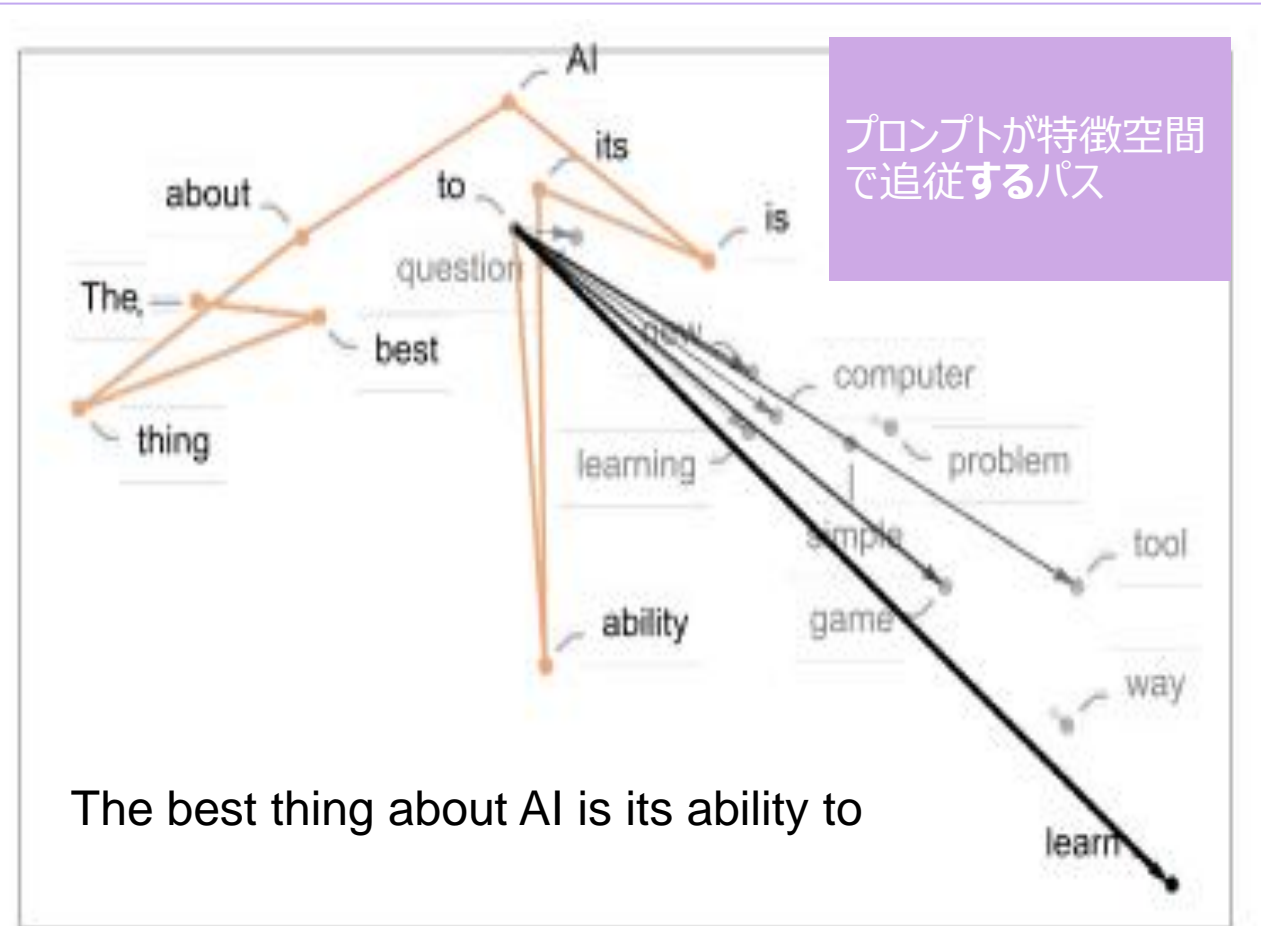 AI
プロンプトが特徴空間
で追従するパス
its
about
to
is
question
The,
new
best
computer
thing
learning
problem
simple
tool
ability
game
way
The best thing about AI is its ability to
learn